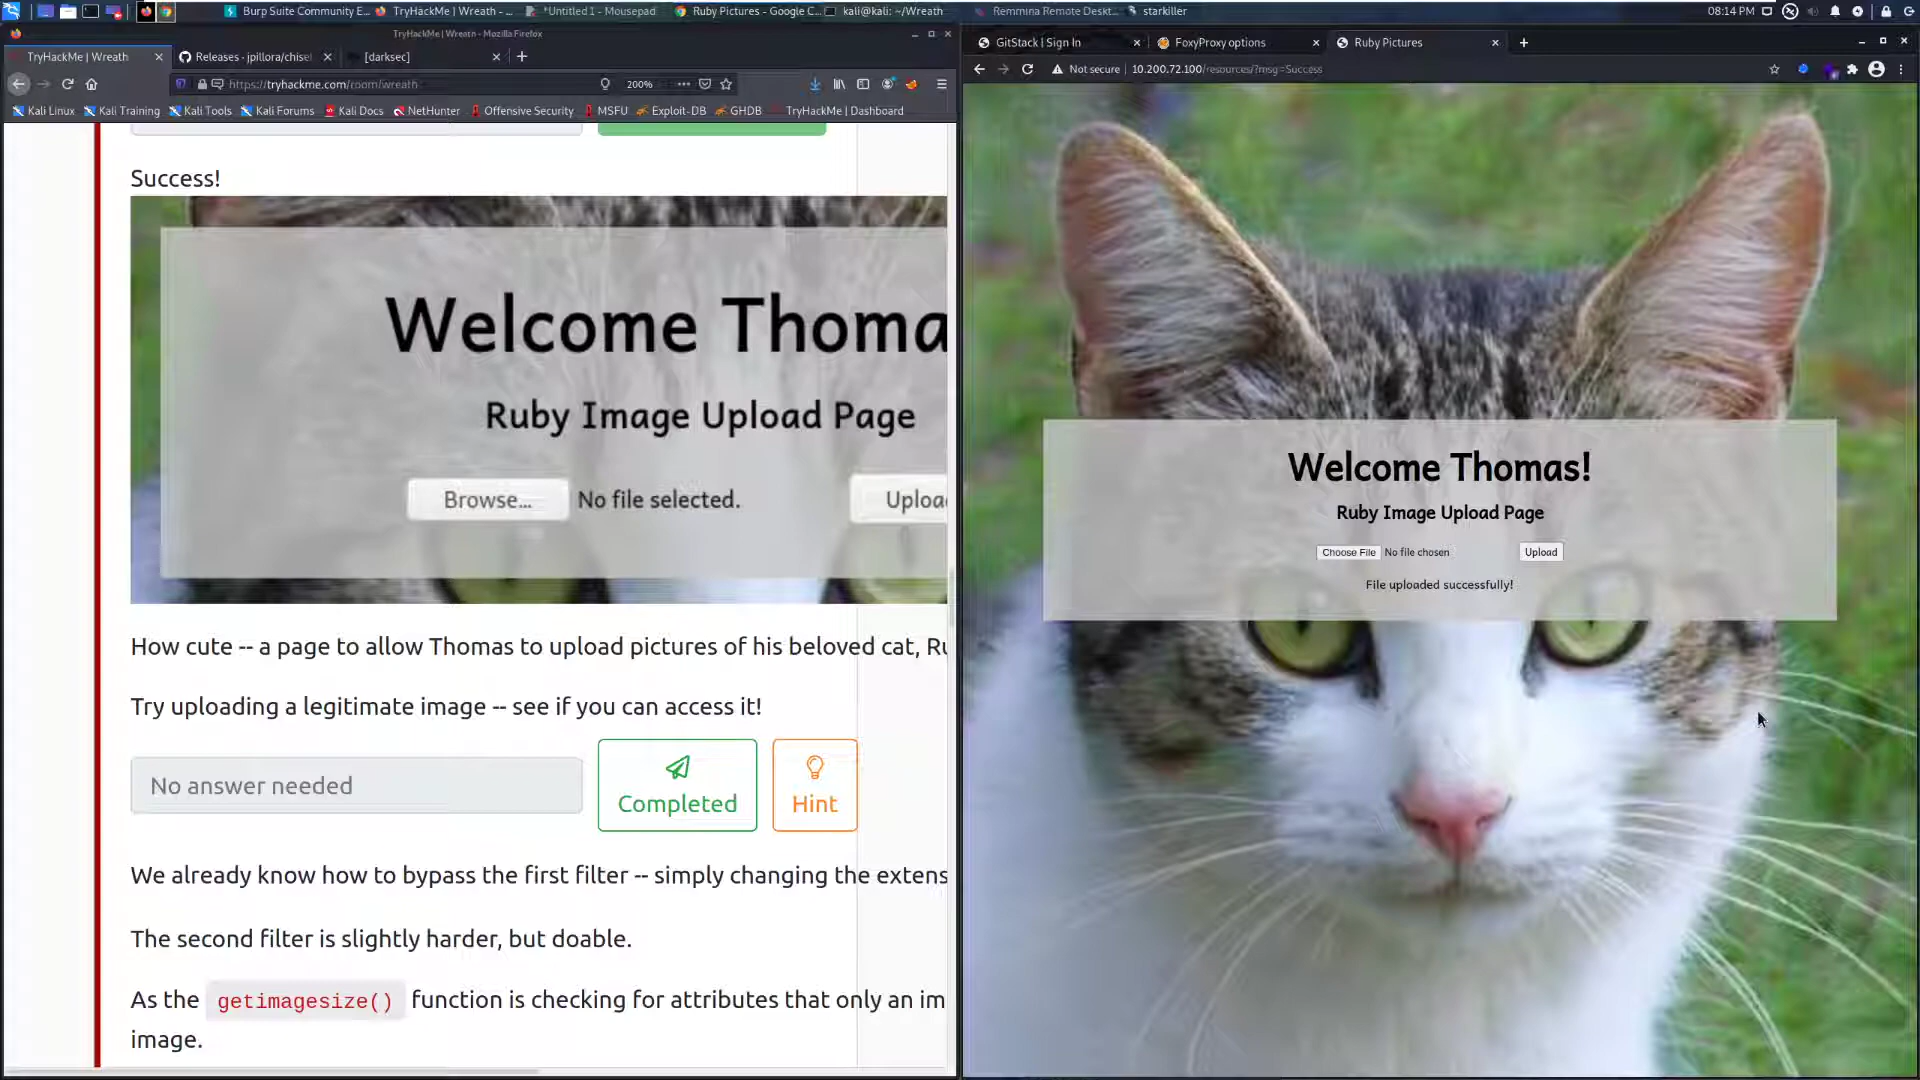 Burp Suite Community E...
TryHackMe | Wreath - ...
*Untitled 1 - Mousepad
Ruby Pictures - Google C...
kali@kali: ~/Wreath
Remmina Remote Deskt...
starkiller
08:14 PM
TryHackMe | Wreath - Mozilla Firefox
TryHackMe | Wreath
Releases - jpillora/chisel
[darksec]
https://tryhackme.com/room/wreath
200%
Kali Linux
Kali Training
Kali Tools
Kali Forums
Kali Docs
NetHunter
Offensive Security
MSFU
Exploit-DB
GHDB
TryHackMe | Dashboard
Success!
Welcome Thoma
Ruby Image Upload Page
Browse... No file selected. Uploa
How cute -- a page to allow Thomas to upload pictures of his beloved cat, Ru
Try uploading a legitimate image -- see if you can access it!
No answer needed
Completed
Hint
We already know how to bypass the first filter -- simply changing the extens
The second filter is slightly harder, but doable.
As the getimagesize() function is checking for attributes that only an im
image.
GitStack | Sign In
FoxyProxy options
Ruby Pictures
Not secure
10.200.72.100/resources/?msg=Success
Welcome Thomas!
Ruby Image Upload Page
Choose File No file chosen Upload
File uploaded successfully!